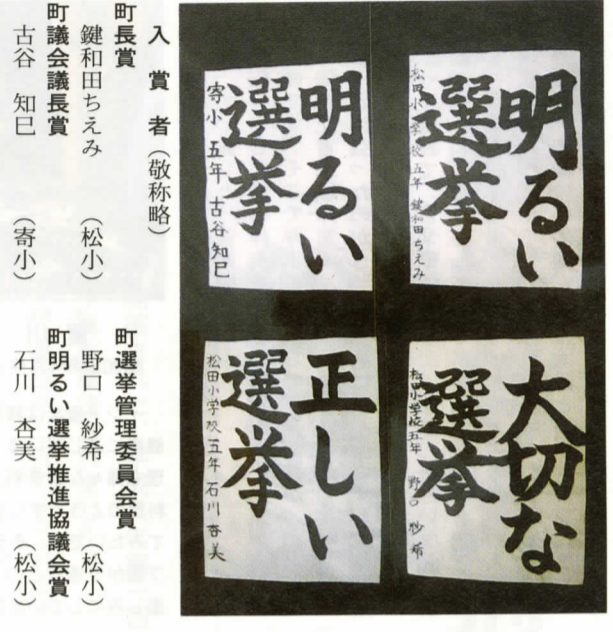 明るい
選挙
松田小学校五年 鍵和田ちえみ
明るい
選挙
寄小 五年 古谷知巳
大切な
選挙
松田小学校五年 野口 紗希
正しい
選挙
松田小学校五年 石川杏美
入賞者(敬称略)
町長賞
鍵和田ちえみ (松小)
町議会議長賞
古谷 知巳 (寄小)
町選挙管理委員会賞
野口 紗希 (松小)
町明るい選挙推進協議会賞
石川 杏美 (松小)